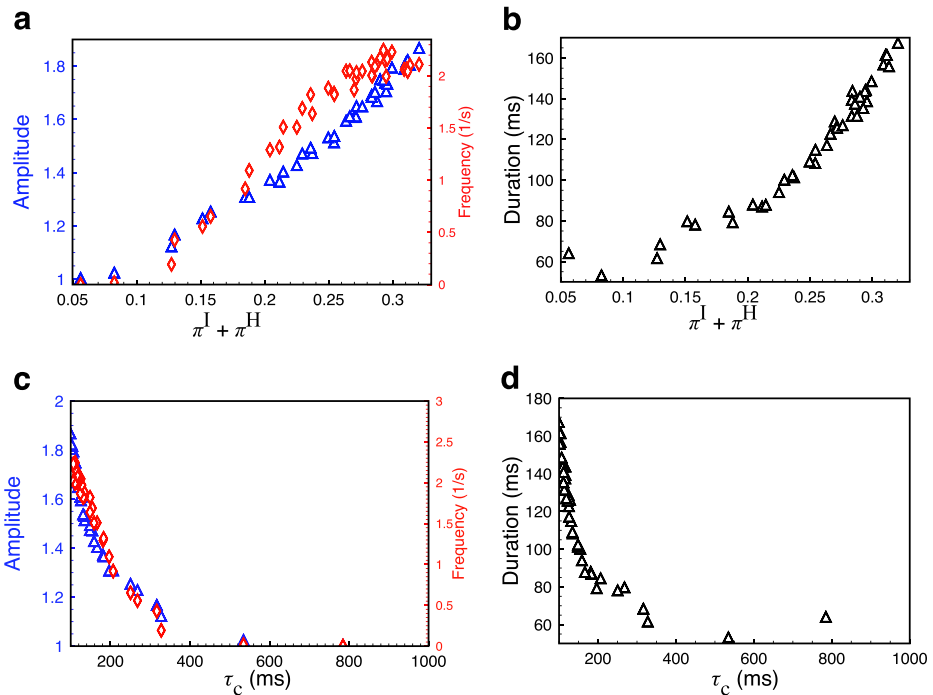 a
Amplitude
1.8
1.6
1.4
1.2
1
2
1.5
1
0.5
0
Frequency (1/s)
0.05 0.1 0.15 0.2 0.25 0.3
π^I + π^H
b
Duration (ms)
160
140
120
100
80
60
0.05 0.1 0.15 0.2 0.25 0.3
π^I + π^H
c
Amplitude
2
1.8
1.6
1.4
1.2
1
3
2.5
2
1.5
1
0.5
0
Frequency (1/s)
200 400 600 800 1000
τ_c (ms)
d
Duration (ms)
180
160
140
120
100
80
60
200 400 600 800 1000
τ_c (ms)